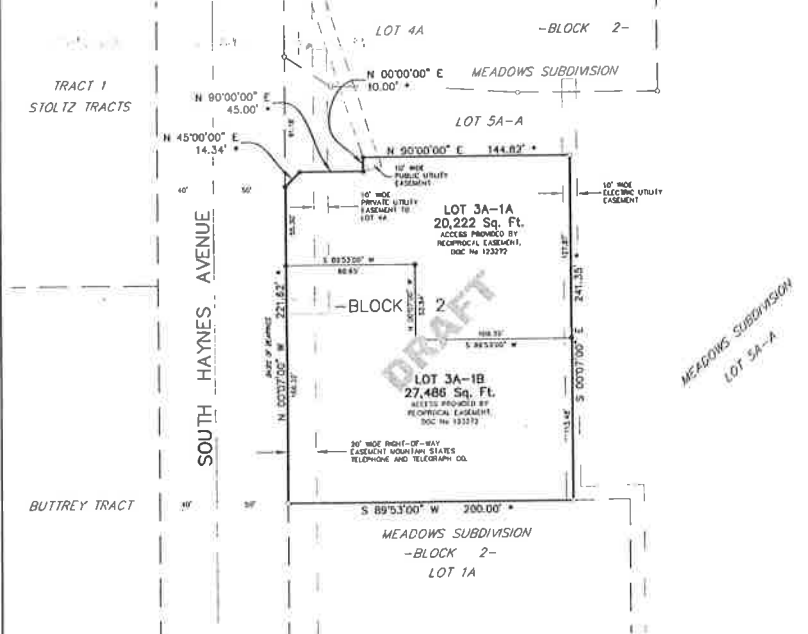 LOT 4A
-BLOCK 2-
MEADOWS SUBDIVISION
TRACT 1
STOLTZ TRACTS
N 00°00'00" E
10.00' *
N 90°00'00" E
45.00' *
N 45°00'00" E
14.34' *
LOT 5A-A
N 90°00'00" E 144.82' *
10' WIDE
PUBLIC UTILITY
EASEMENT
10' WIDE
PRIVATE UTILITY
EASEMENT TO
LOT 4A
10' WIDE
ELECTRIC UTILITY
EASEMENT
40'
50'
LOT 3A-1A
20,222 Sq. Ft.
ACCESS PROVIDED BY
RECIPROCAL EASEMENT,
DOC No 123272
SOUTH HAYNES AVENUE
N 00°07'00" W 221.62' *
BASIS OF BEARINGS
S 89°53'00" W
-BLOCK 2
S 00°07'00" E 241.35' *
DRAFT
S 89°53'00" W
LOT 3A-1B
27,486 Sq. Ft.
ACCESS PROVIDED BY
RECIPROCAL EASEMENT,
DOC No 123272
MEADOWS SUBDIVISION
LOT 5A-A
20' WIDE RIGHT-OF-WAY
EASEMENT MOUNTAIN STATES
TELEPHONE AND TELEGRAPH CO.
BUTTREY TRACT
40'
50'
S 89°53'00" W 200.00' *
MEADOWS SUBDIVISION
-BLOCK 2-
LOT 1A